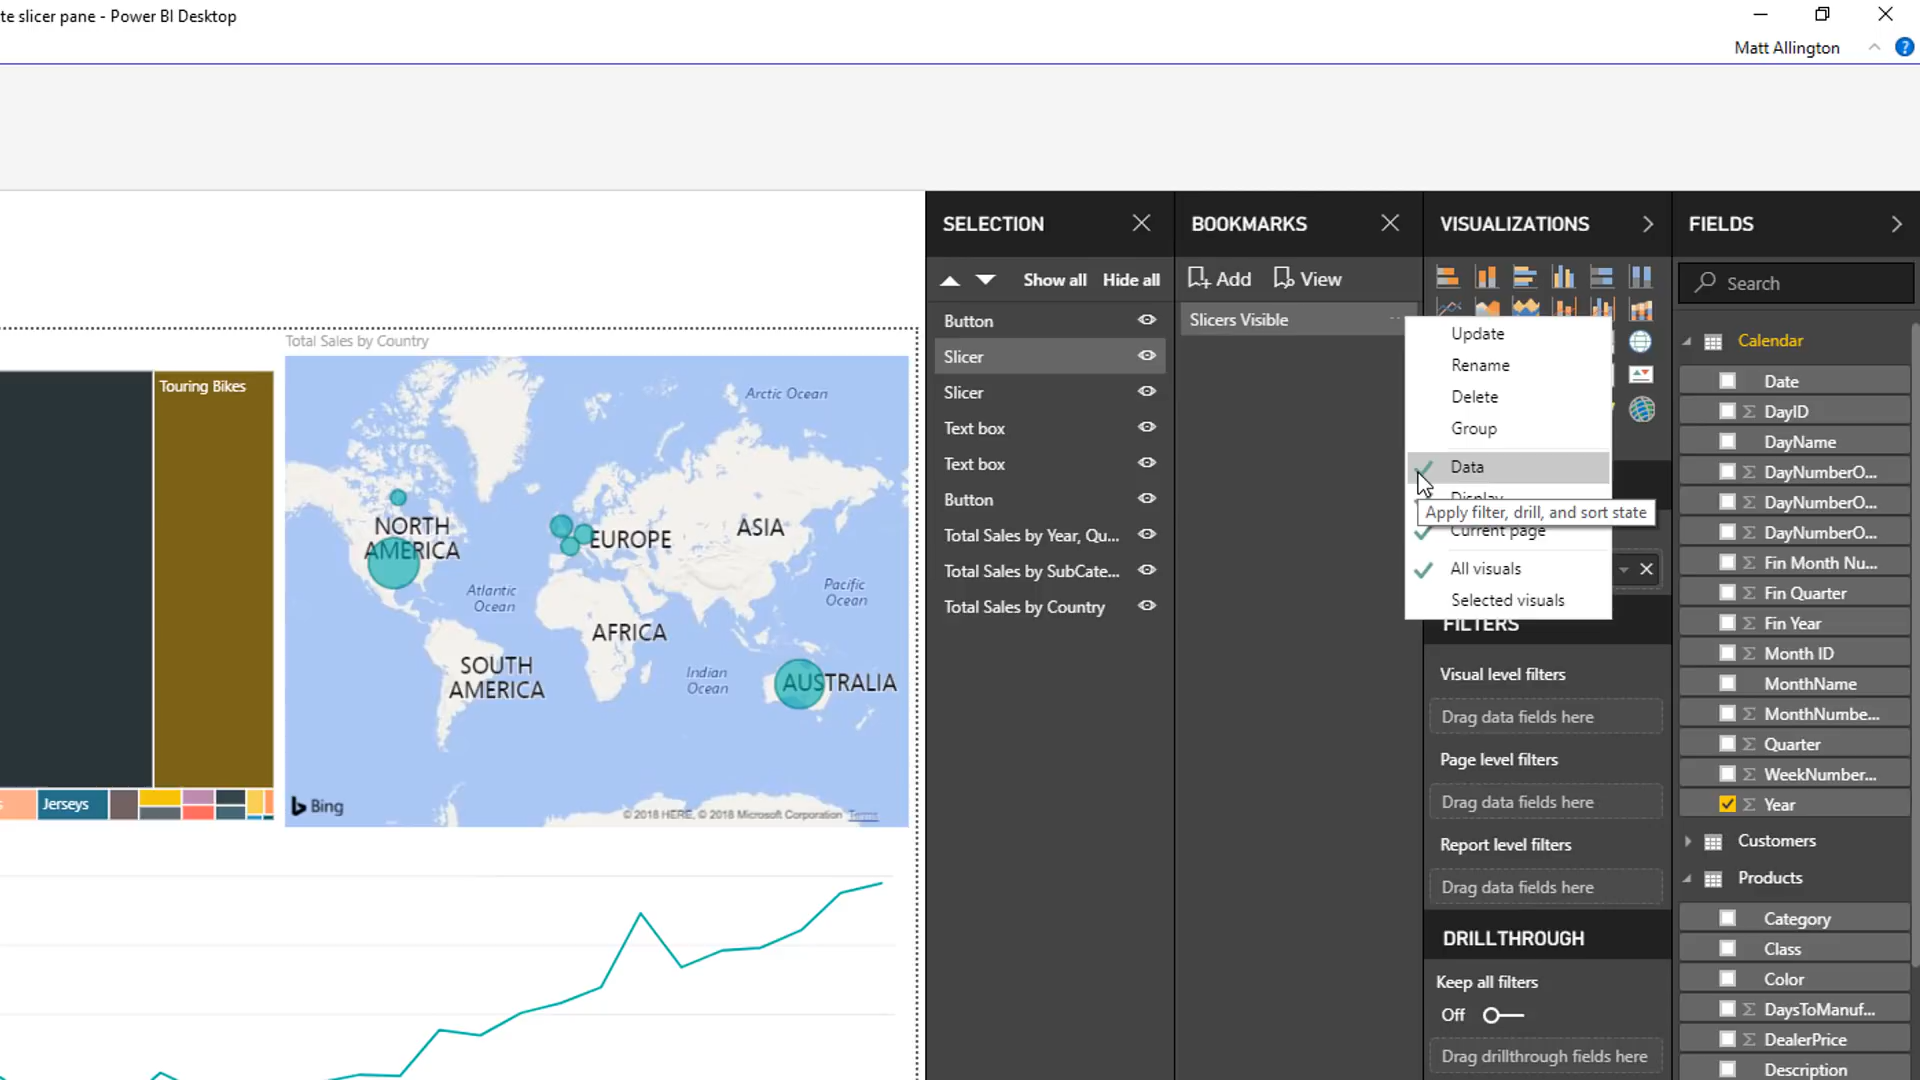 te slicer pane - Power BI Desktop
Matt Allington
?
SELECTION
Show all
Hide all
Button
Slicer
Slicer
Text box
Text box
Button
Total Sales by Year, Qu...
Total Sales by SubCate...
Total Sales by Country
BOOKMARKS
Add
View
Slicers Visible
Update
Rename
Delete
Group
Data
Display
Apply filter, drill, and sort state
Current page
All visuals
Selected visuals
VISUALIZATIONS
FILTERS
Visual level filters
Drag data fields here
Page level filters
Drag data fields here
Report level filters
Drag data fields here
DRILLTHROUGH
Keep all filters
Off
Drag drillthrough fields here
FIELDS
Search
Calendar
Date
DayID
DayName
DayNumberO...
DayNumberO...
DayNumberO...
Fin Month Nu...
Fin Quarter
Fin Year
Month ID
MonthName
MonthNumbe...
Quarter
WeekNumber...
Year
Customers
Products
Category
Class
Color
DaysToManuf...
DealerPrice
Description
Touring Bikes
s
Jerseys
Total Sales by Country
Arctic Ocean
NORTH
AMERICA
EUROPE
ASIA
Atlantic
Ocean
Pacific
Ocean
AFRICA
SOUTH
AMERICA
Indian
Ocean
AUSTRALIA
Bing
© 2018 HERE, © 2018 Microsoft Corporation Terms